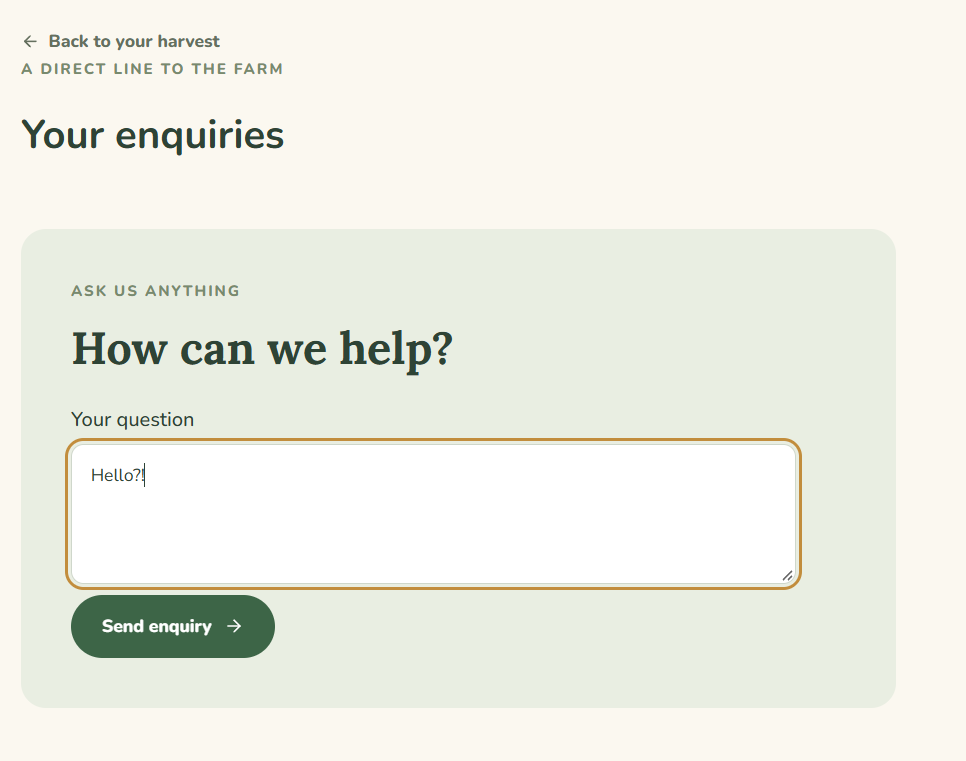 ← Back to your harvest
A DIRECT LINE TO THE FARM
Your enquiries
ASK US ANYTHING
How can we help?
Your question
Hello?!
Send enquiry →